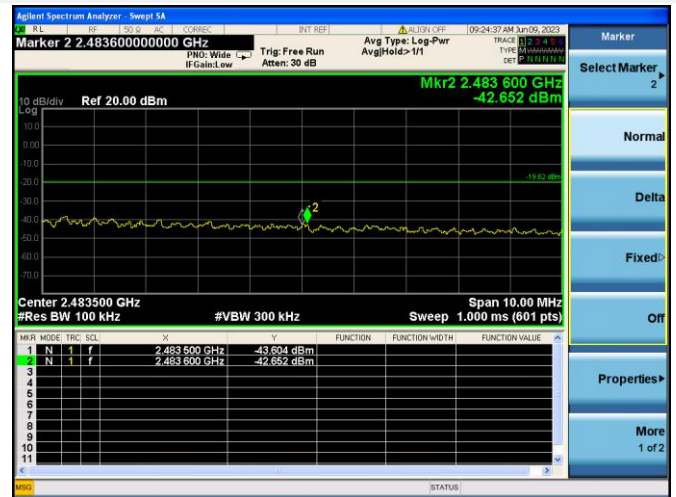 Agilent Spectrum Analyzer - Swept SA
RL RF 50 Ω AC CORREC INT REF ALIGN OFF 09:24:37 AM Jun 09, 2023
Marker 2 2.483600000000 GHz
PNO: Wide Trig: Free Run Avg Type: Log-Pwr TRACE 1 2 3 4 5 6
IFGain:Low Atten: 30 dB Avg|Hold:>1/1 TYPE M
DET P N N N N N
Marker
Select Marker
2
Normal
Delta
Fixed
Off
Properties
More
1 of 2
Mkr2 2.483 600 GHz
-42.652 dBm
10 dB/div Ref 20.00 dBm
Log
10.0
0.00
-10.0
-19.62 dBm
-20.0
-30.0
2
-40.0
-50.0
-60.0
-70.0
Center 2.483500 GHz Span 10.00 MHz
#Res BW 100 kHz #VBW 300 kHz Sweep 1.000 ms (601 pts)
MKR MODE TRC SCL X Y FUNCTION FUNCTION WIDTH FUNCTION VALUE
1 N 1 f 2.483 500 GHz -43.604 dBm
2 N 1 f 2.483 600 GHz -42.652 dBm
3
4
5
6
7
8
9
10
11
MSG STATUS